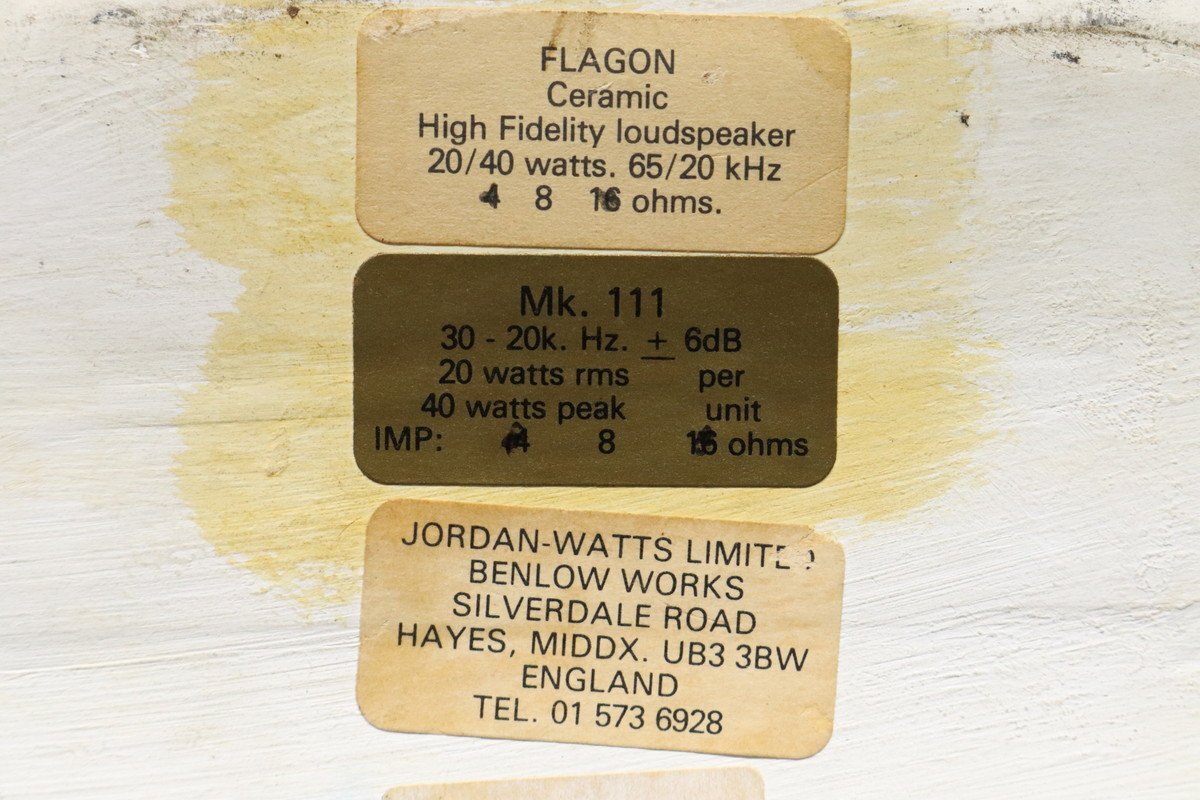 FLAGON
Ceramic
High Fidelity loudspeaker
20/40 watts. 65/20 kHz
4 8 16 ohms.
Mk. 111
30 - 20k. Hz. ± 6dB
20 watts rms per
40 watts peak unit
IMP: 4 8 16 ohms
JORDAN-WATTS LIMITED
BENLOW WORKS
SILVERDALE ROAD
HAYES, MIDDX. UB3 3BW
ENGLAND
TEL. 01 573 6928